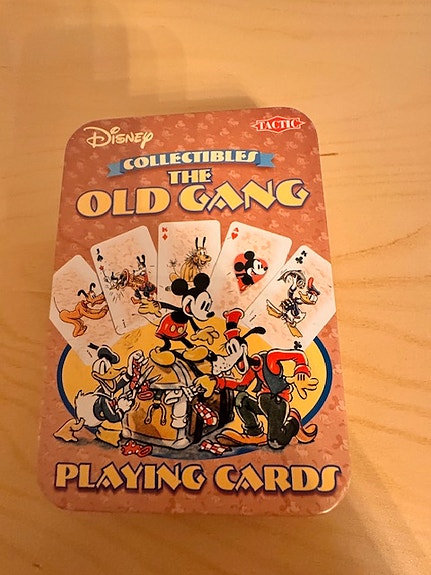 Disney
TACTIC
COLLECTIBLES
THE
OLD GANG
PLAYING CARDS